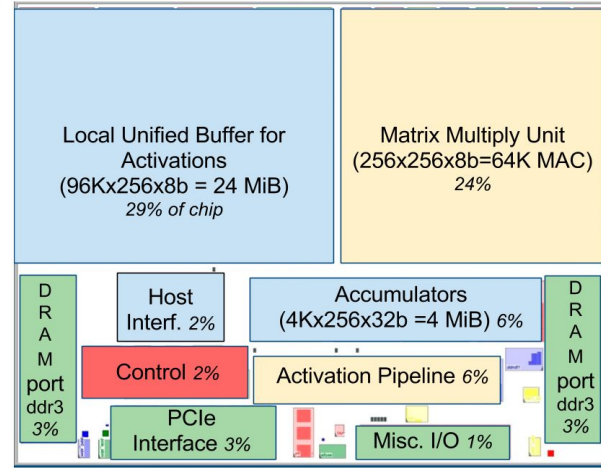 Local Unified Buffer for
Activations
(96Kx256x8b = 24 MiB)
29% of chip
Matrix Multiply Unit
(256x256x8b=64K MAC)
24%
D
R
A
M
port
ddr3
3%
Host
Interf. 2%
Accumulators
(4Kx256x32b =4 MiB) 6%
D
R
A
M
port
ddr3
3%
Control 2%
Activation Pipeline 6%
PCIe
Interface 3%
Misc. I/O 1%